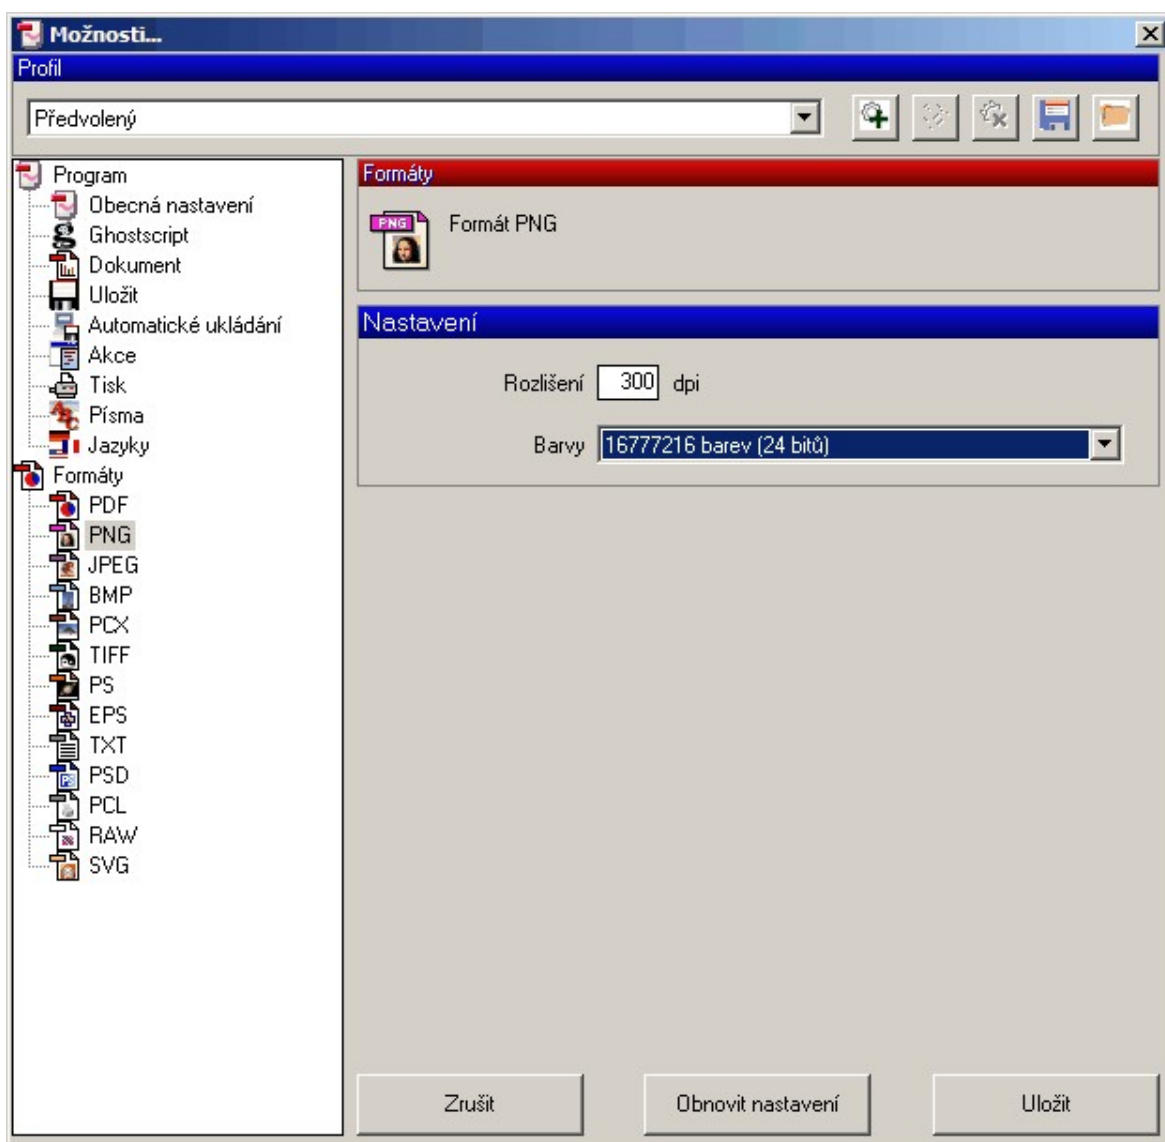 Možnosti...
Profil
Předvolený
Program
Obecná nastavení
Ghostscript
Dokument
Uložit
Automatické ukládání
Akce
Tisk
Písma
Jazyky
Formáty
PDF
PNG
JPEG
BMP
PCX
TIFF
PS
EPS
TXT
PSD
PCL
RAW
SVG
Formáty
PNG
Formát PNG
Nastavení
Rozlišení 300 dpi
Barvy 16777216 barev (24 bitů)
Zrušit Obnovit nastavení Uložit